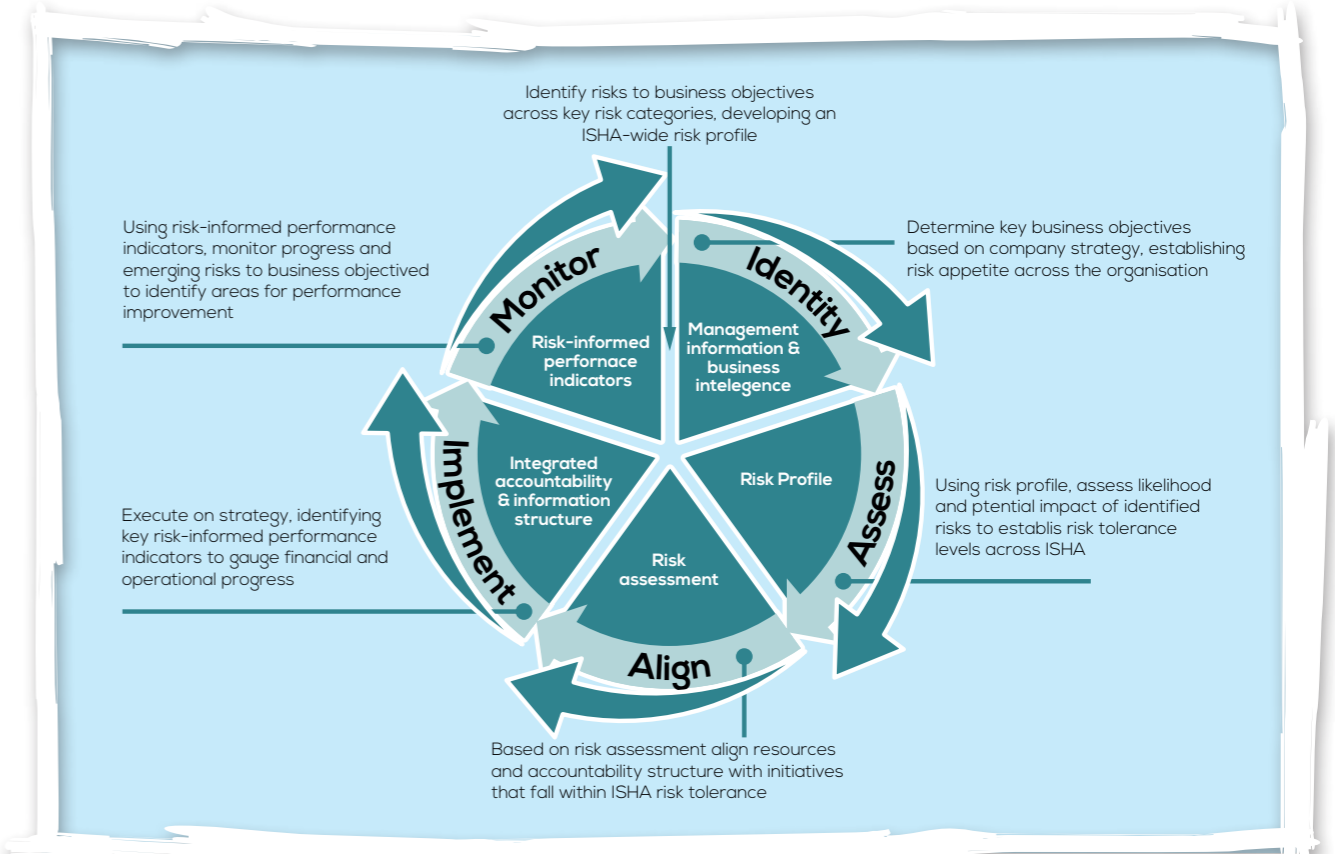 Identify risks to business objectives
across key risk categories, developing an
ISHA-wide risk profile
Using risk-informed performance
indicators, monitor progress and
emerging risks to business objectived
to identify areas for performance
improvement
Determine key business objectives
based on company strategy, establishing
risk appetite across the organisation
Monitor
Identity
Risk-informed
perfornace
indicators
Management
information &
business
intelegence
Implement
Integrated
accountability
& information
structure
Risk Profile
Assess
Using risk profile, assess likelihood
and ptential impact of identified
risks to establis risk tolerance
levels across ISHA
Execute on strategy, identifying
key risk-informed performance
indicators to gauge financial and
operational progress
Risk
assessment
Align
Based on risk assessment align resources
and accountability structure with initiatives
that fall within ISHA risk tolerance